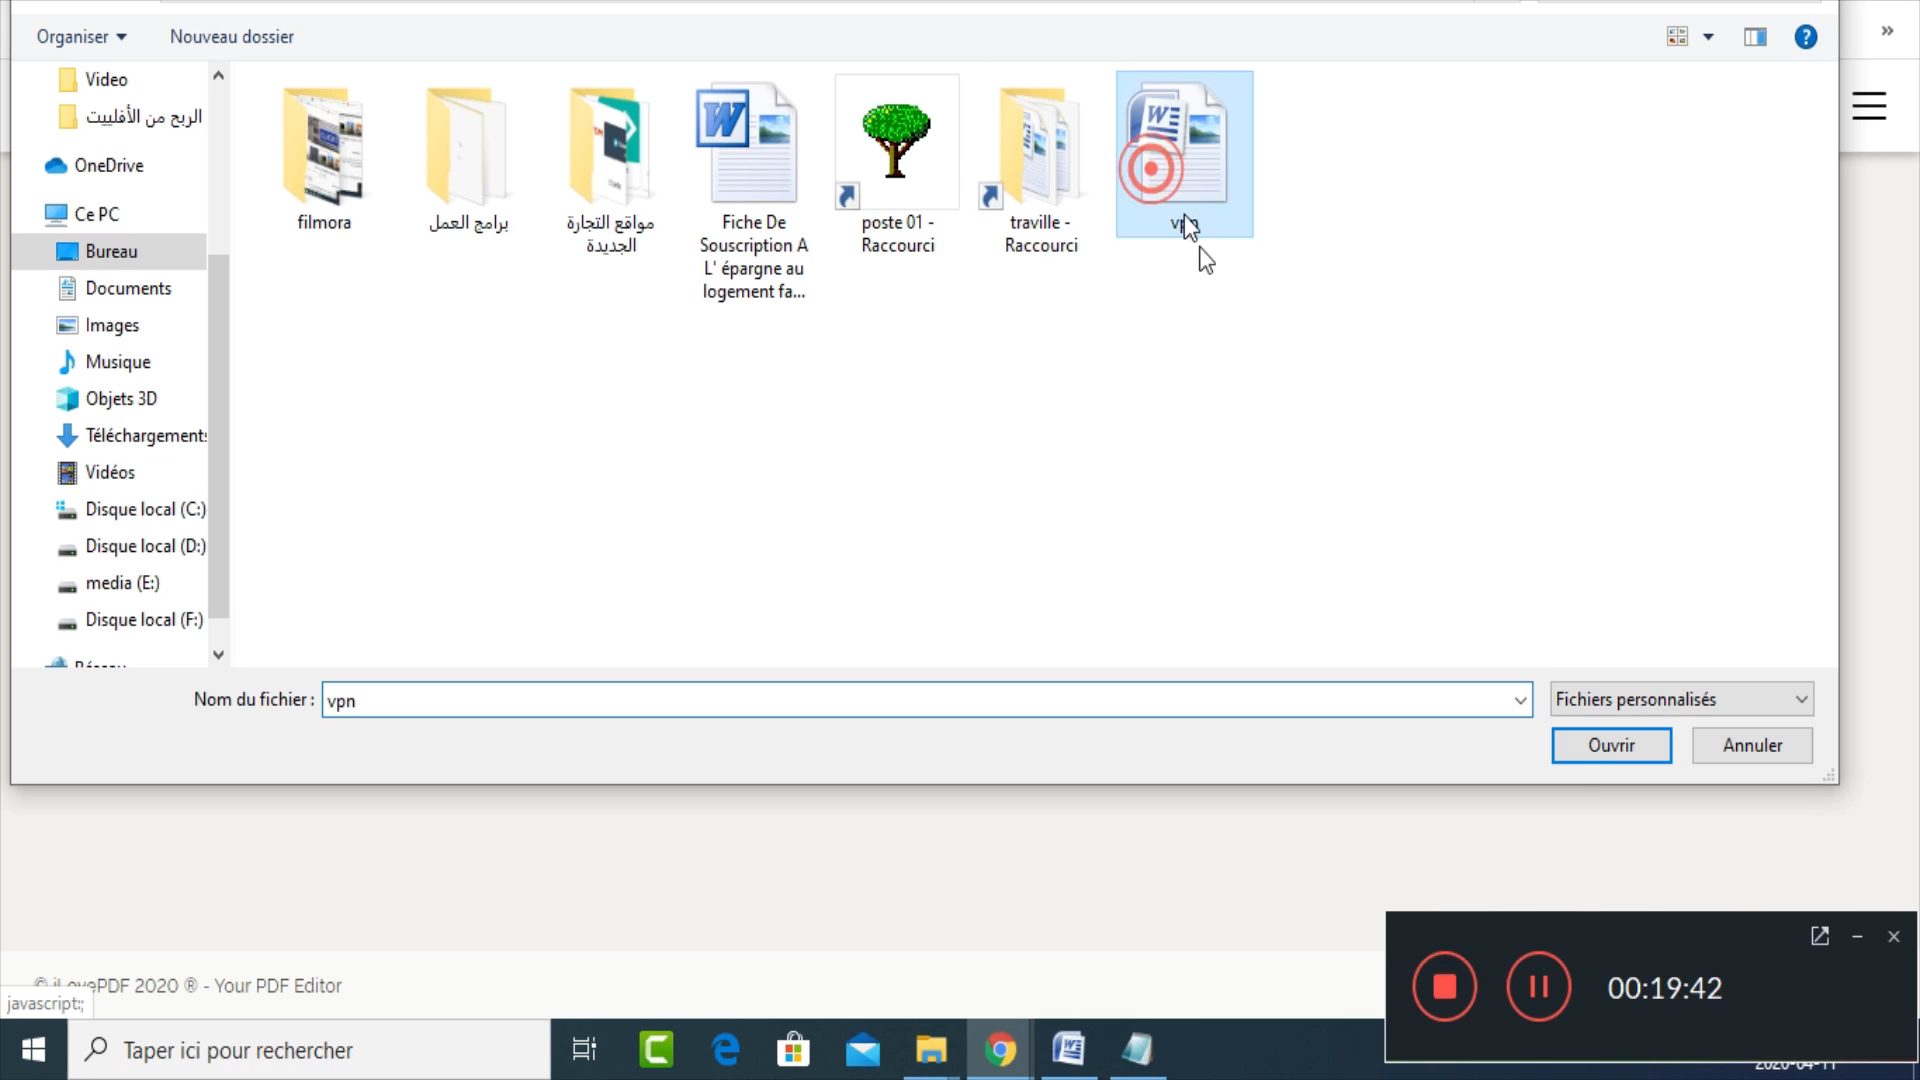 Organiser
Nouveau dossier
?
»
Video
الربح من الأفلييت
OneDrive
Ce PC
Bureau
Documents
Images
Musique
Objets 3D
Téléchargements
Vidéos
Disque local (C:)
Disque local (D:)
media (E:)
Disque local (F:)
filmora
برامج العمل
مواقع التجارة
الجديدة
Fiche De
Souscription A
L' épargne au
logement fa...
poste 01 -
Raccourci
traville -
Raccourci
vpn
Nom du fichier :
vpn
Fichiers personnalisés
Ouvrir
Annuler
© iLovePDF 2020 ® - Your PDF Editor
javascript:;
00:19:42
Taper ici pour rechercher
2020-04-11